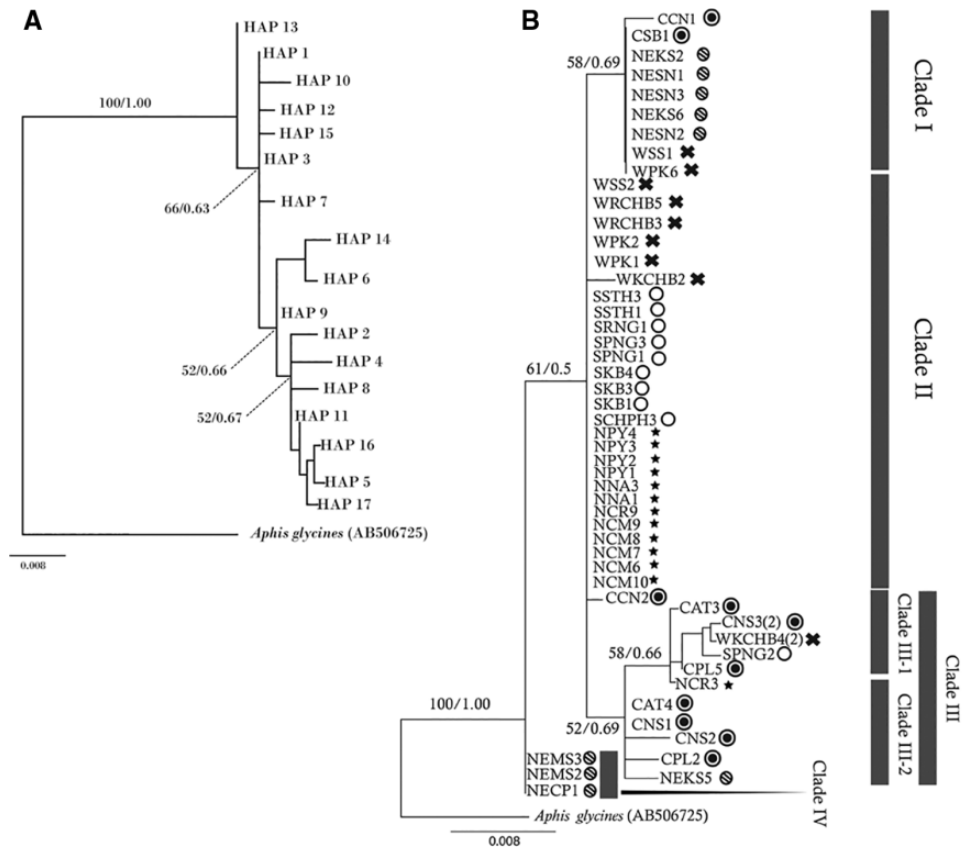 A
HAP 13
HAP 1
HAP 10
100/1.00
HAP 12
HAP 15
HAP 3
66/0.63
HAP 7
HAP 14
HAP 6
HAP 9
HAP 2
52/0.66
HAP 4
HAP 8
52/0.67
HAP 11
HAP 16
HAP 5
HAP 17
Aphis glycines (AB506725)
0.008
B
CCN1
CSB1
58/0.69
NEKS2
NESN1
NESN3
NEKS6
NESN2
WSS1
WPK6
WSS2
WRCHB5
WRCHB3
WPK2
WPK1
WKCHB2
SSTH3
SSTH1
SRNG1
SPNG3
SPNG1
61/0.5
SKB4
SKB3
SKB1
SCHPH3
NPY4
NPY3
NPY2
NPY1
NNA3
NNA1
NCR9
NCM9
NCM8
NCM7
NCM6
NCM10
CCN2
CAT3
CNS3(2)
WKCHB4(2)
58/0.66
SPNG2
CPL5
NCR3
100/1.00
CAT4
52/0.69
CNS1
CNS2
NEMS3
CPL2
NEMS2
NEKS5
NECP1
Aphis glycines (AB506725)
0.008
Clade I
Clade II
Clade III-1
Clade III
Clade III-2
Clade IV